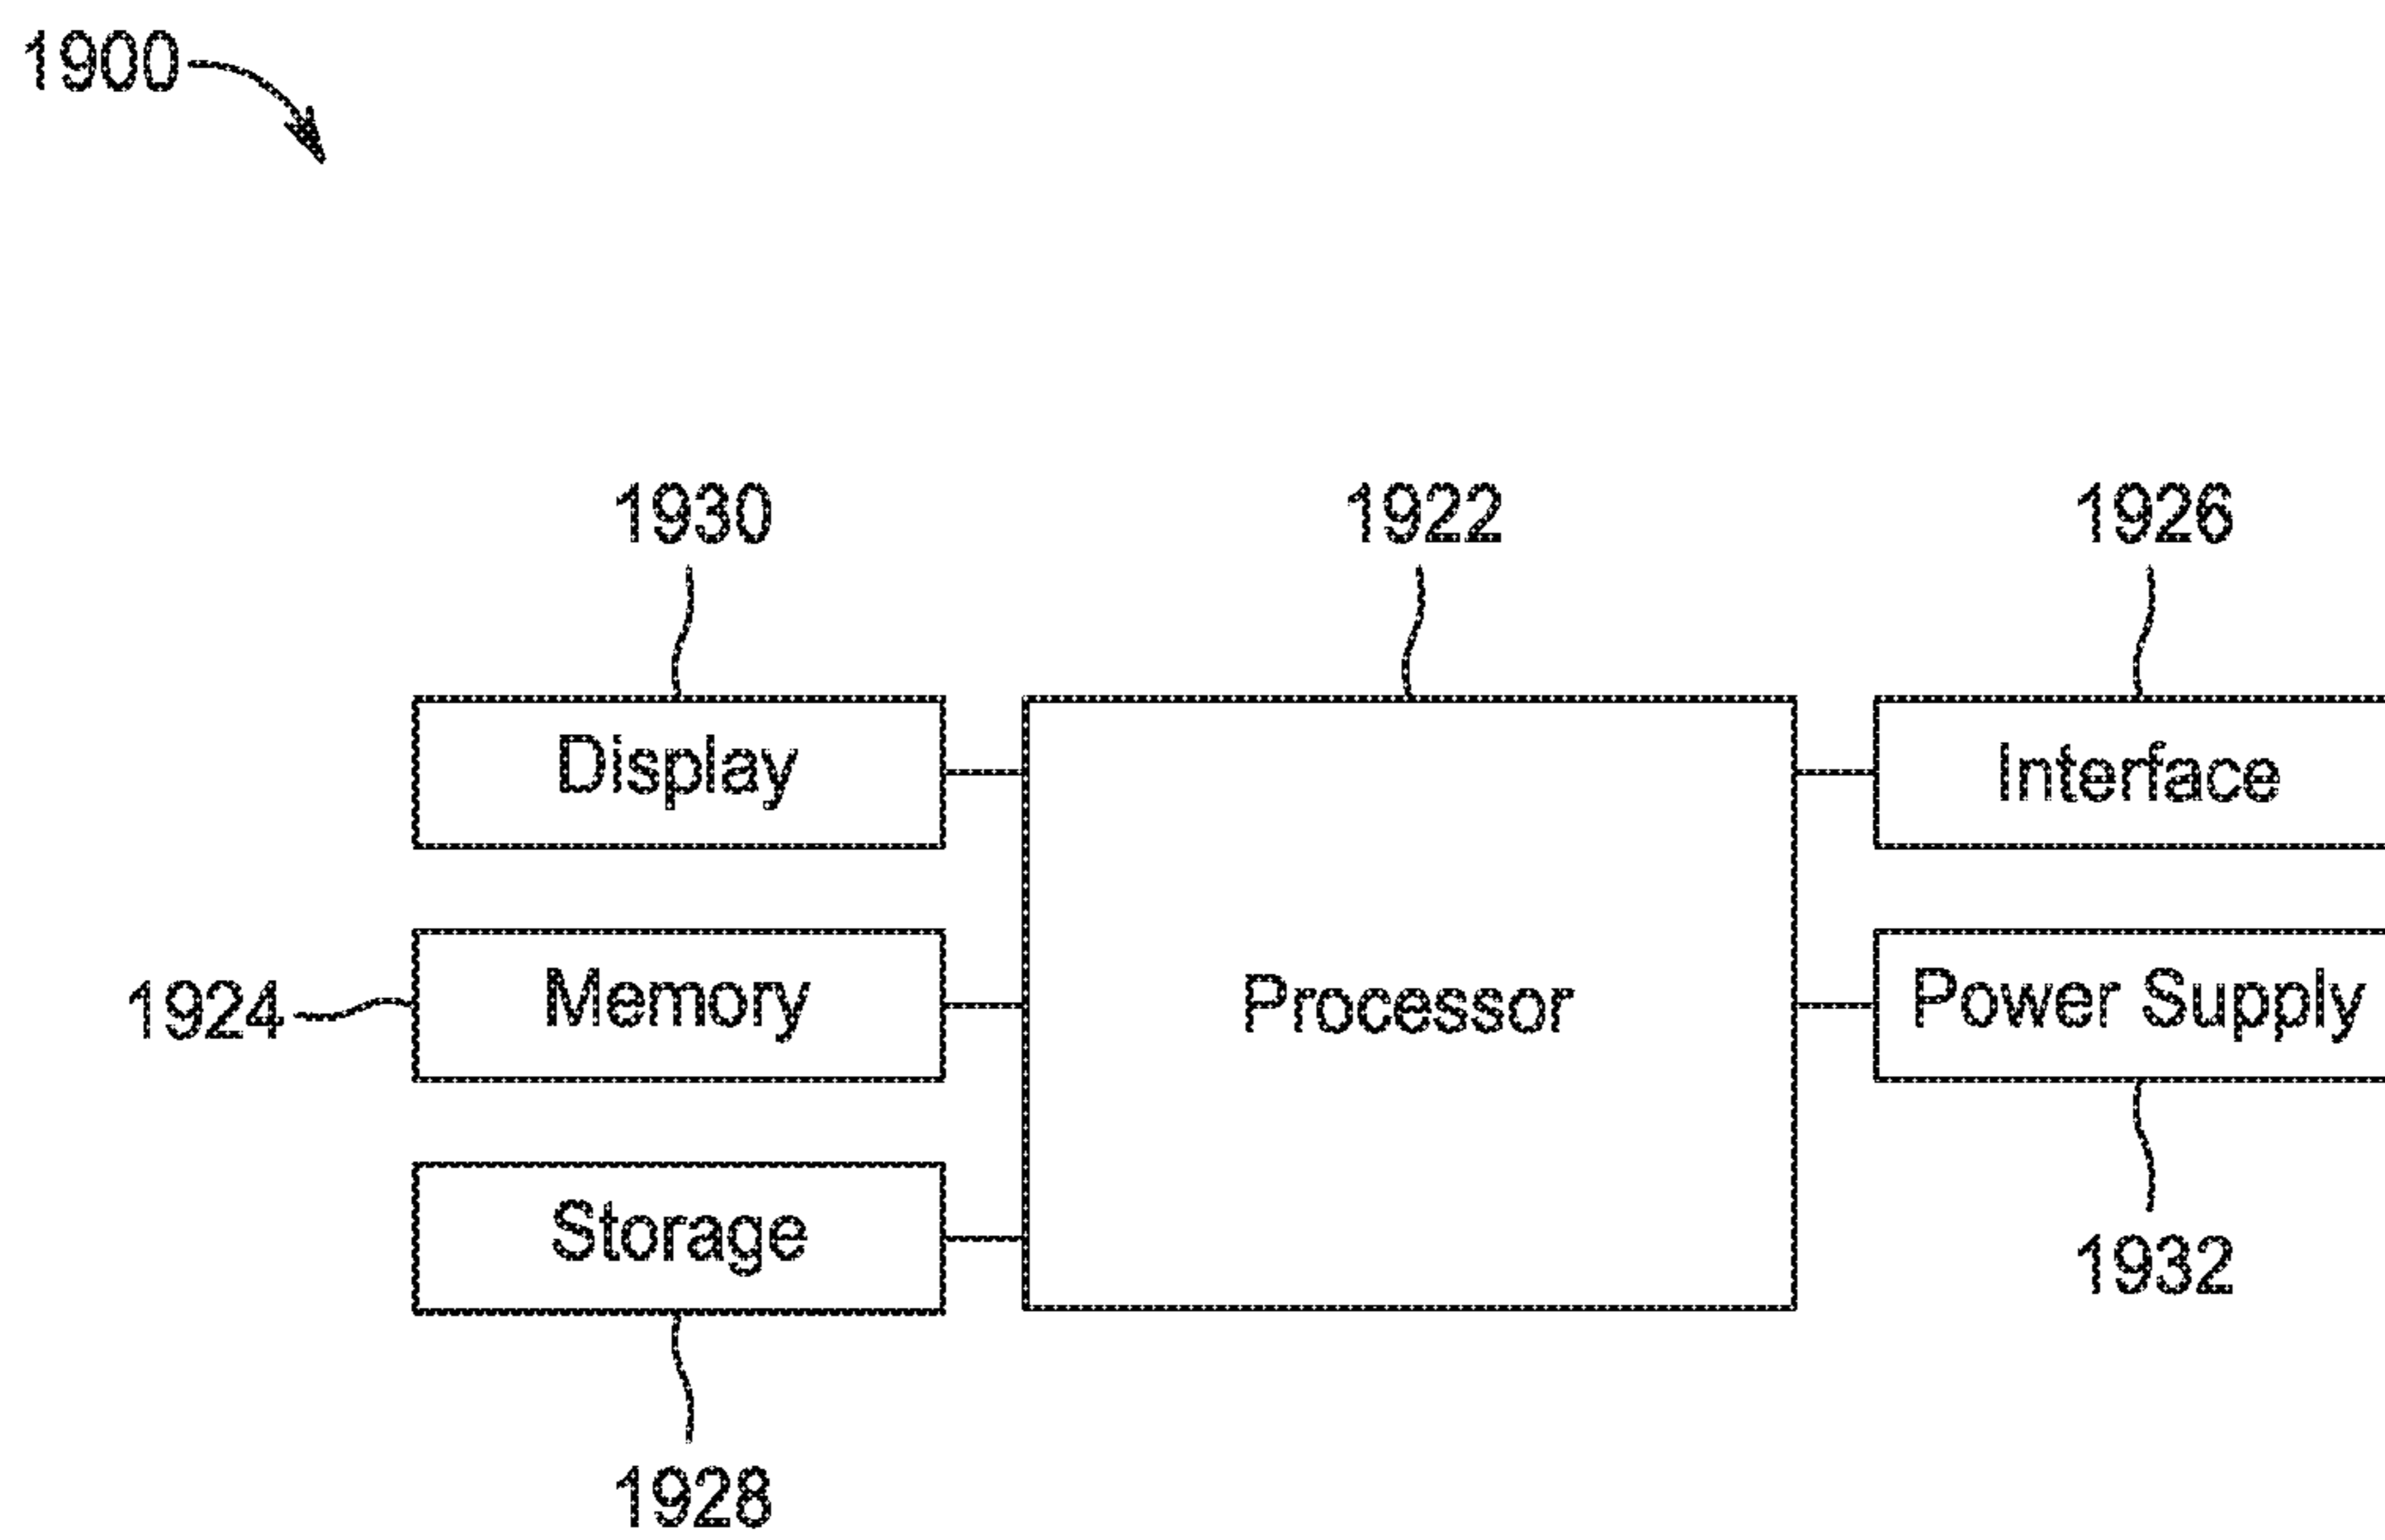 1900
1930
1922
1926
Display
Interface
1924
Memory
Processor
Power Supply
Storage
1932
1928